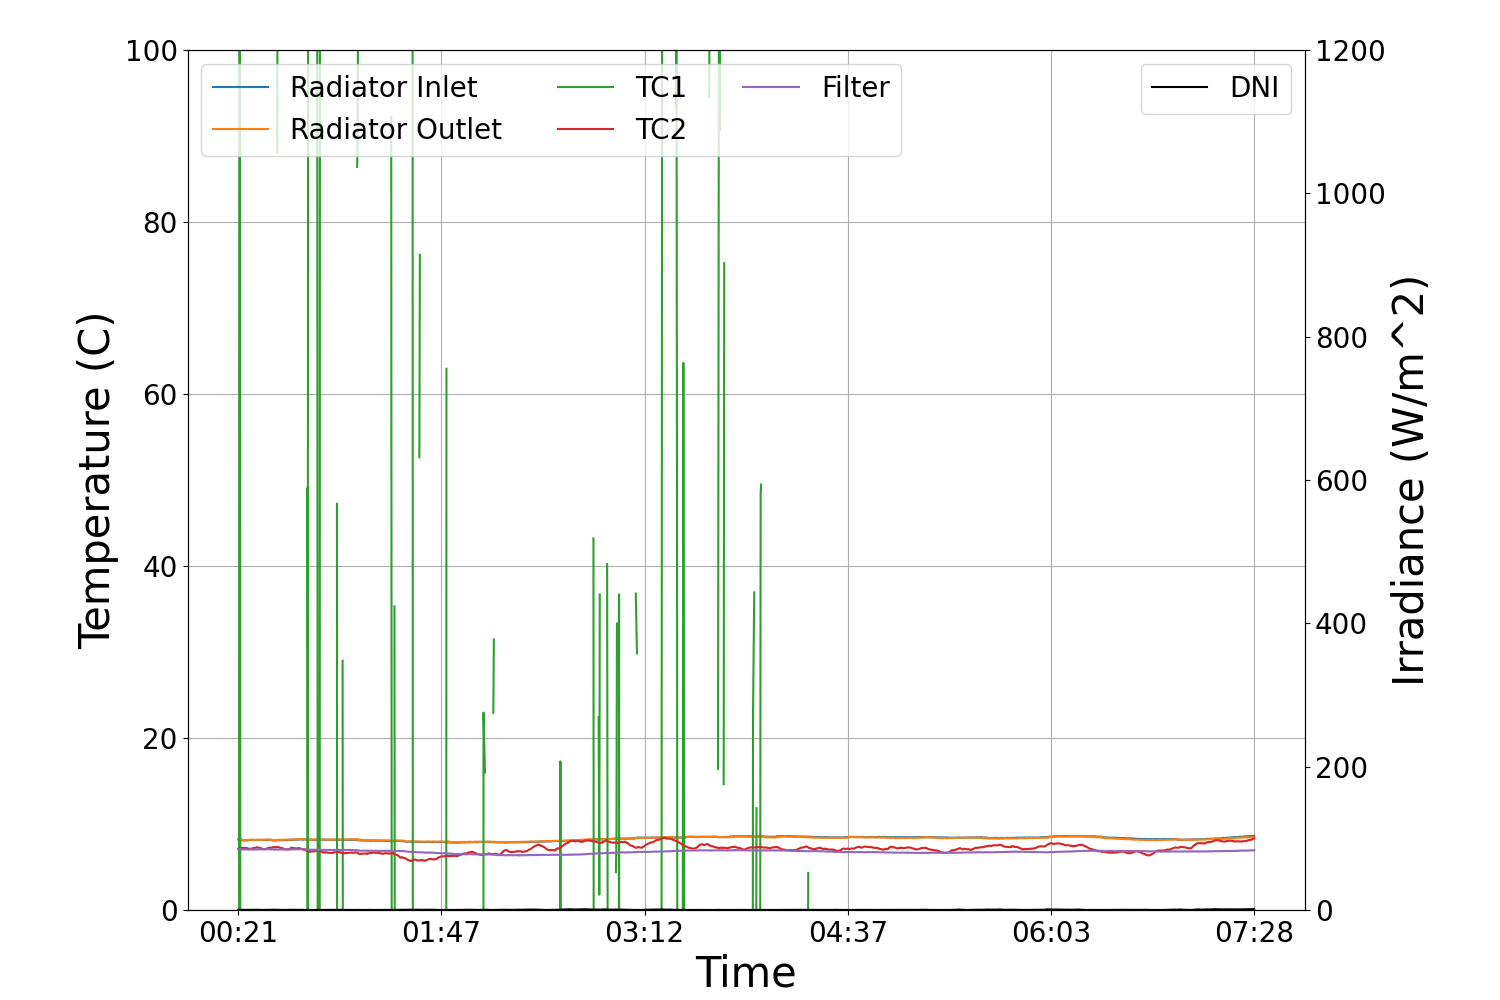 Radiator Inlet
Radiator Outlet
TC1
TC2
Filter
DNI
Temperature (C)
100
80
60
40
20
0
1200
1000
800
600
400
200
0
Irradiance (W/m^2)
00:21 01:47 03:12 04:37 06:03 07:28
Time